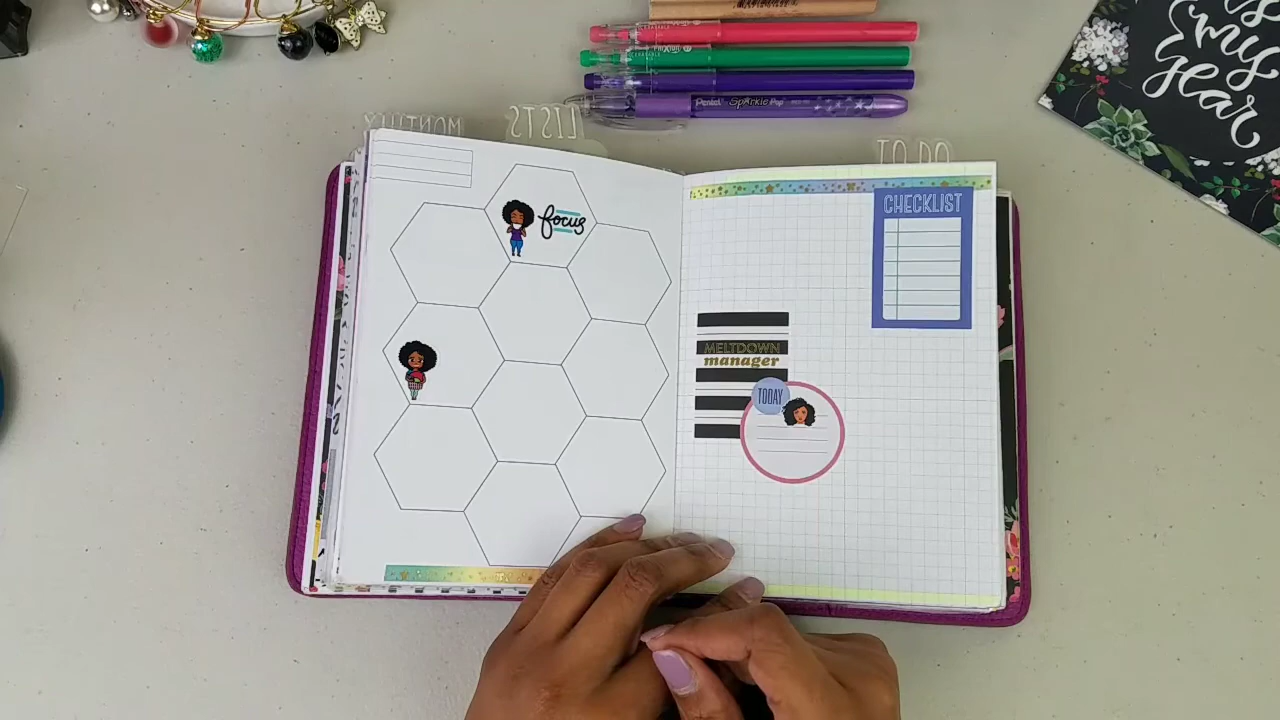 my
year
Pentel Sparkle Pop
MONTHLY
LISTS
TO DO
focus
CHECKLIST
MELTDOWN
manager
TODAY